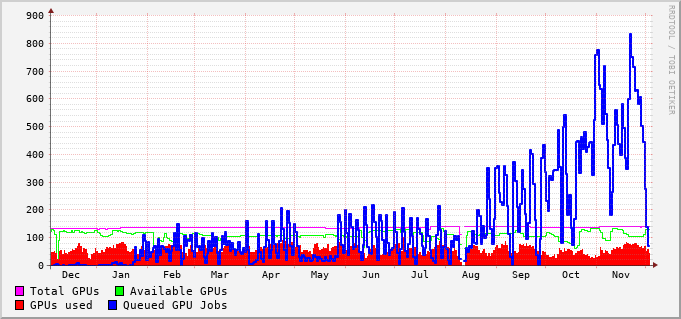 900
800
700
600
500
400
300
200
100
0
Dec Jan Feb Mar Apr May Jun Jul Aug Sep Oct Nov
Total GPUs Available GPUs
GPUs used Queued GPU Jobs
RRDTOOL / TOBI OETIKER